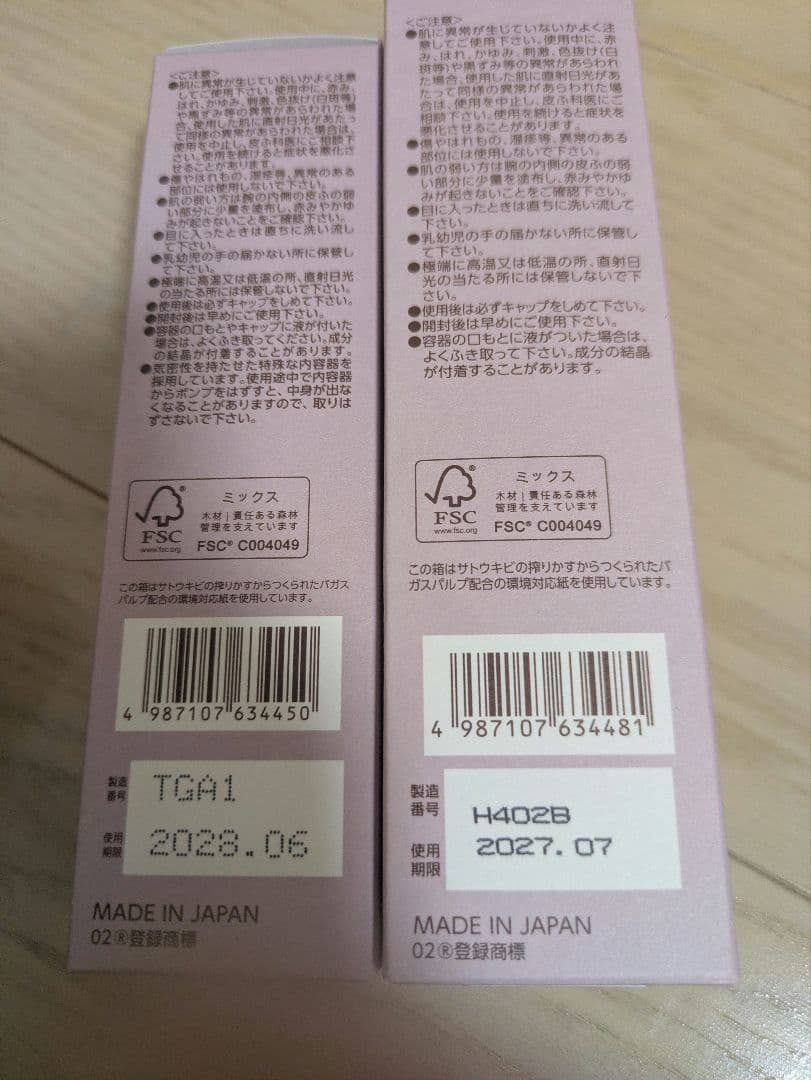 <ご注意>
●肌に異常が生じていないかよく注
意してご使用下さい。使用中に、赤み、
はれ、かゆみ、刺激、色抜け(白斑等)
や黒ずみ等の異常があらわれた場
合、使用した肌に直射日光があたっ
て同様の異常があらわれた場合は、
使用を中止し、皮ふ科医にご相談下
さい。使用を続けると症状を悪化さ
せることがあります。
●傷やはれもの、湿疹等、異常のある
部位には使用しないで下さい。
●肌の弱い方は腕の内側の皮ふの弱
い部分に少量を塗布し、赤みやかゆ
みが起きないことをご確認下さい。
●目に入ったときは直ちに洗い流し
て下さい。
●乳幼児の手の届かない所に保管し
て下さい。
●極端に高温又は低温の所、直射日光
の当たる所には保管しないで下さい。
●使用後は必ずキャップをしめて下さい。
●開封後は早めにご使用下さい。
●容器の口もとやキャップに液が付いた
場合は、よくふき取ってください。成分
の結晶が付着することがあります。
●気密性を持たせた特殊な内容器を
採用しています。使用途中で内容器
からポンプをはずすと、中身が出な
くなることがありますので、取りは
ずさないで下さい。
FSC
www.fsc.org
ミックス
木材|責任ある森林
管理を支えています
FSC® C004049
この箱はサトウキビの搾りかすからつくられたバガス
パルプ配合の環境対応紙を使用しています。
4 987107 634450
製造
番号
TGA1
使用
期限
2028.06
MADE IN JAPAN
02®登録商標
<ご注意>
●肌に異常が生じていないかよく注
意してご使用下さい。使用中に、赤
み、はれ、かゆみ、刺激、色抜け(白
斑等)や黒ずみ等の異常があらわれ
た場合、使用した肌に直射日光があ
たって同様の異常があらわれた場
合は、使用を中止し、皮ふ科医にご
相談下さい。使用を続けると症状を
悪化させることがあります。
●傷やはれもの、湿疹等、異常のある
部位には使用しないで下さい。
●肌の弱い方は腕の内側の皮ふの弱
い部分に少量を塗布し、赤みやかゆ
みが起きないことをご確認下さい。
●目に入ったときは直ちに洗い流して
下さい。
●乳幼児の手の届かない所に保管し
て下さい。
●極端に高温又は低温の所、直射日
光の当たる所には保管しないで下
さい。
●使用後は必ずキャップをしめて下さい。
●開封後は早めにご使用下さい。
●容器の口もとに液がついた場合は、
よくふき取って下さい。成分の結晶
が付着することがあります。
FSC
www.fsc.org
ミックス
木材|責任ある森林
管理を支えています
FSC® C004049
この箱はサトウキビの搾りかすからつくられたバ
ガスパルプ配合の環境対応紙を使用しています。
4 987107 634481
製造
番号
H402B
使用
期限
2027.07
MADE IN JAPAN
02®登録商標